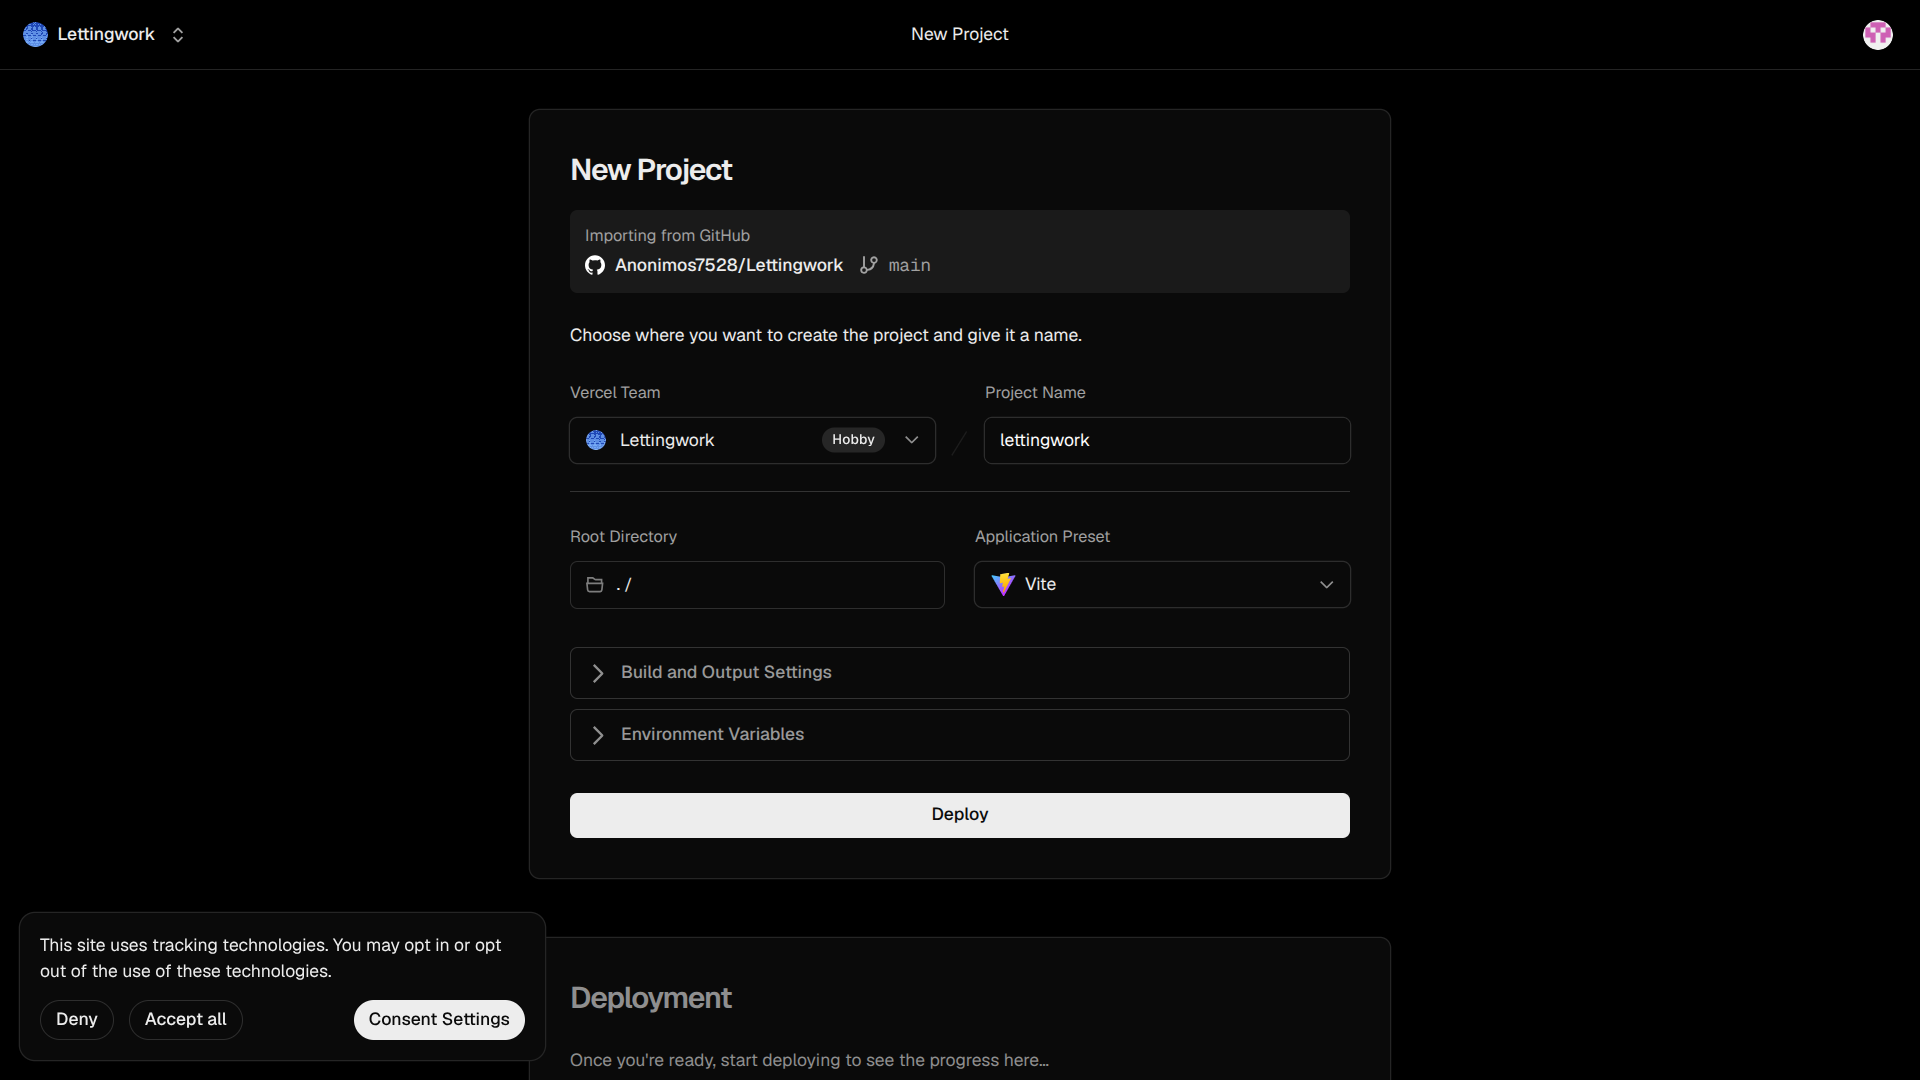 Lettingwork
New Project
New Project
Importing from GitHub
Anonimos7528/Lettingwork main
Choose where you want to create the project and give it a name.
Vercel Team
Project Name
Lettingwork Hobby
lettingwork
Root Directory
Application Preset
./
Vite
Build and Output Settings
Environment Variables
Deploy
This site uses tracking technologies. You may opt in or opt
out of the use of these technologies.
Deny Accept all Consent Settings
Deployment
Once you're ready, start deploying to see the progress here...